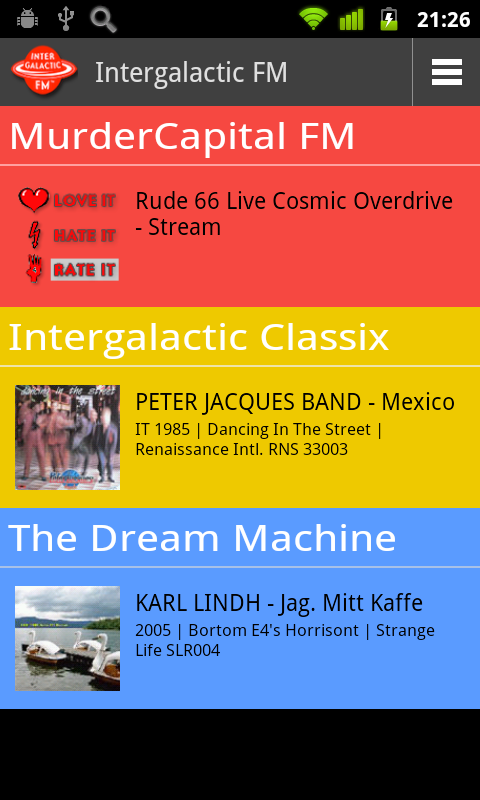 21:26
INTER
GALACTIC
FM
Intergalactic FM
MurderCapital FM
LOVE IT
HATE IT
RATE IT
Rude 66 Live Cosmic Overdrive
- Stream
Intergalactic Classix
dancing in the street
PETER JACQUES BAND - Mexico
IT 1985 | Dancing In The Street |
Renaissance Intl. RNS 33003
The Dream Machine
KARL LINDH - Jag. Mitt Kaffe
2005 | Bortom E4's Horrisont | Strange
Life SLR004